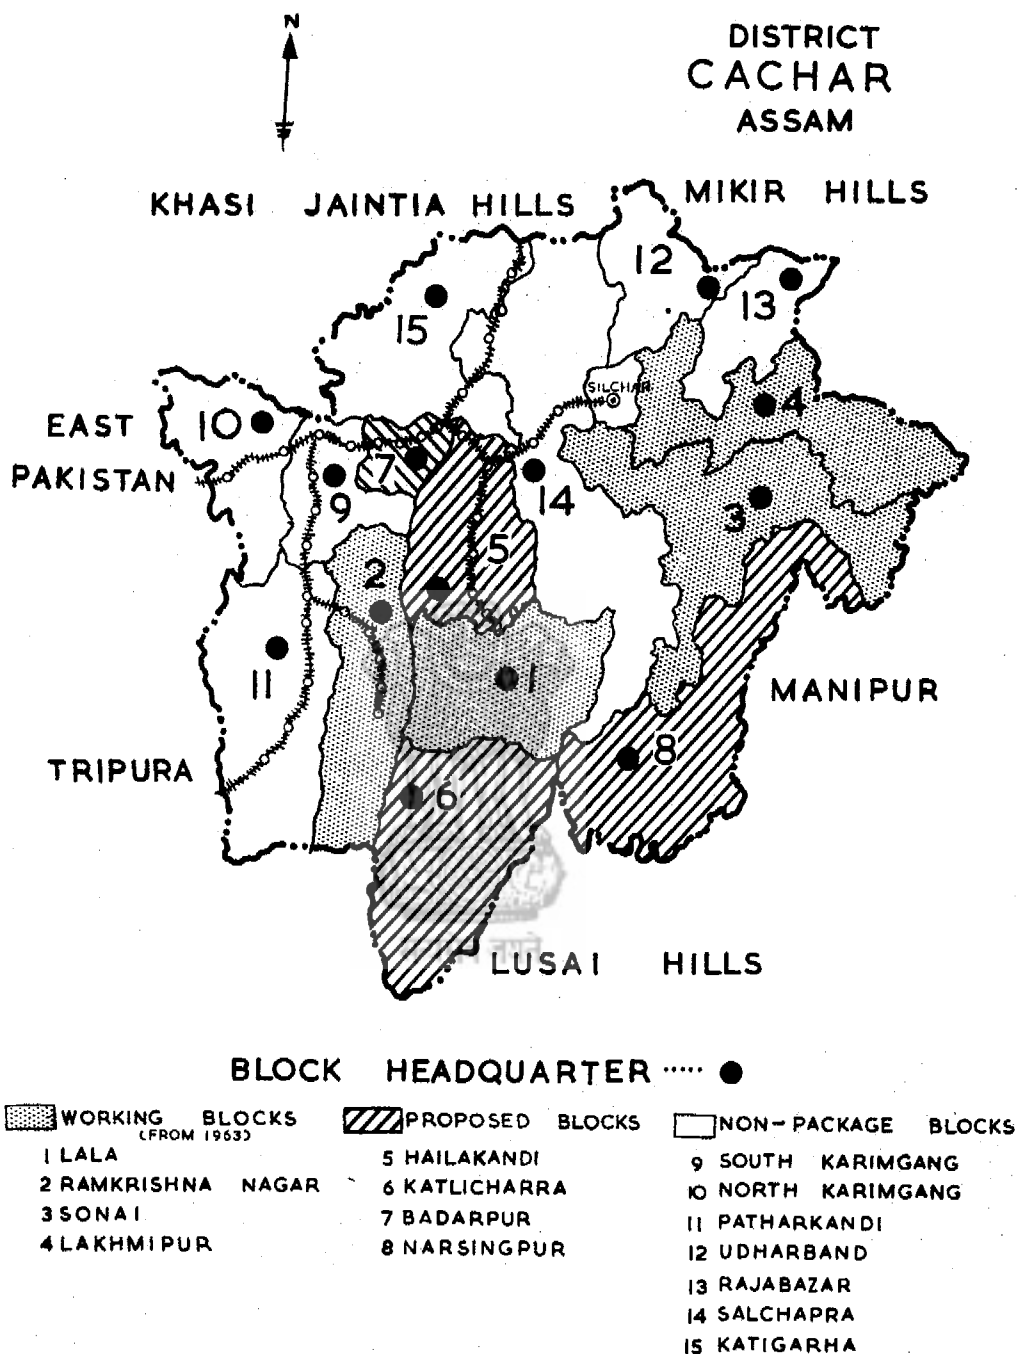 N
DISTRICT
CACHAR
ASSAM
KHASI JAINTIA HILLS
MIKIR HILLS
12
13
15
SILCHAR
4
EAST
PAKISTAN
10
7
9
14
3
5
2
1
11
MANIPUR
8
TRIPURA
6
LUSAI HILLS
BLOCK HEADQUARTER .....
WORKING BLOCKS
(FROM 1963)
1 LALA
2 RAMKRISHNA NAGAR
3 SONAI
4 LAKHMIPUR
PROPOSED BLOCKS
5 HAILAKANDI
6 KATLICHARRA
7 BADARPUR
8 NARSINGPUR
NON-PACKAGE BLOCKS
9 SOUTH KARIMGANG
10 NORTH KARIMGANG
11 PATHARKANDI
12 UDHARBAND
13 RAJABAZAR
14 SALCHAPRA
15 KATIGARHA